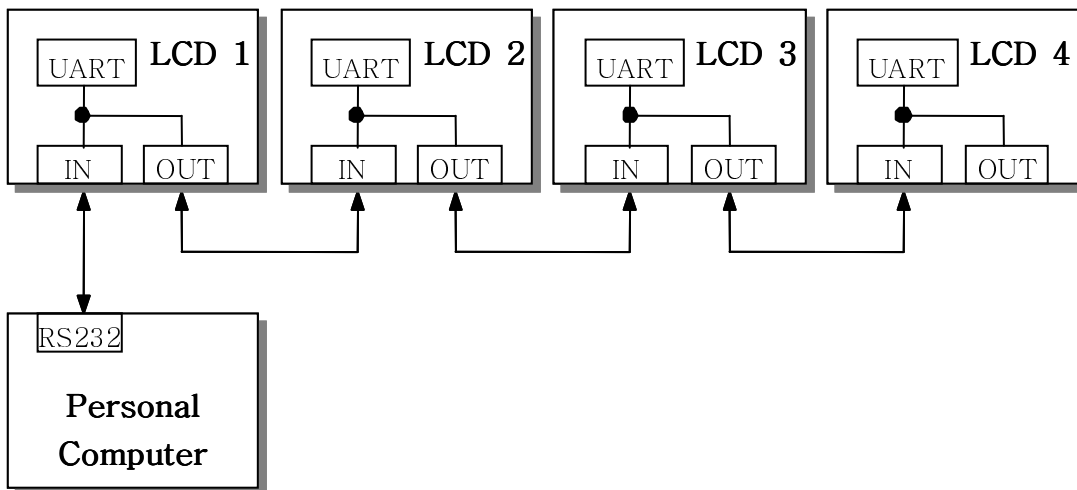 LCD 1
UART
IN
OUT
LCD 2
UART
IN
OUT
LCD 3
UART
IN
OUT
LCD 4
UART
IN
OUT
RS232
Personal
Computer